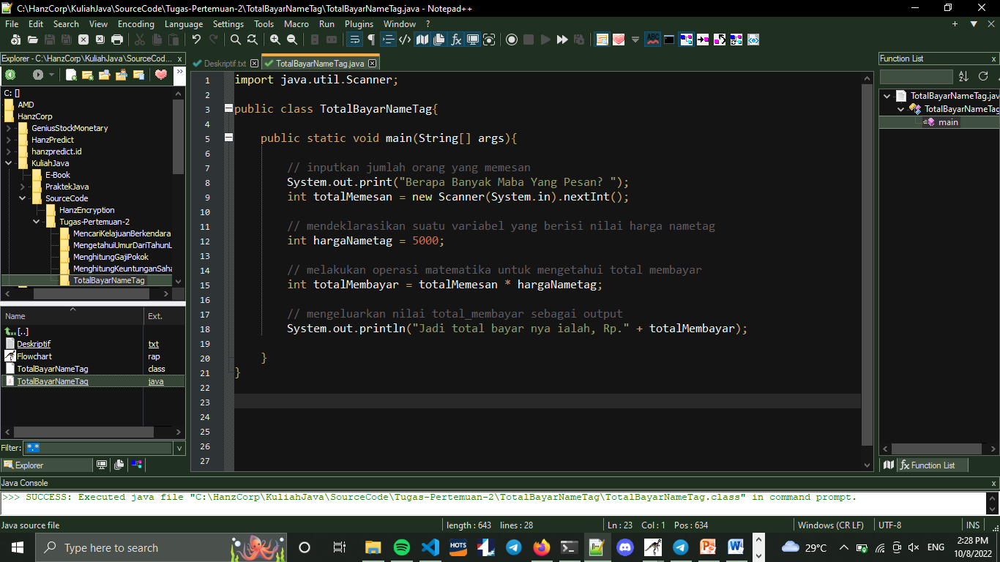 C:\HanzCorp\KuliahJava\SourceCode\Tugas-Pertemuan-2\TotalBayarNameTag\TotalBayarNameTag.java - Notepad++
File Edit Search View Encoding Language Settings Tools Macro Run Plugins Window ?
Explorer - C:\HanzCorp\KuliahJava\SourceCod...
C: []
AMD
HanzCorp
GeniusStockMonetary
HanzPredict
hanzpredict.id
KuliahJava
E-Book
PraktekJava
SourceCode
HanzEncryption
Tugas-Pertemuan-2
MencariKelajuanBerkendara
MengetahuiUmurDariTahunL
MenghitungGajiPokok
MenghitungKeuntunganSaha
TotalBayarNameTag
Name Ext.
[..]
Deskriptif txt
Flowchart rap
TotalBayarNameTag class
TotalBayarNameTag java
Filter: *.*
Explorer
Deskriptif.txt TotalBayarNameTag.java
1 import java.util.Scanner;
2
3 public class TotalBayarNameTag{
4
5 public static void main(String[] args){
6
7 // inputkan jumlah orang yang memesan
8 System.out.print("Berapa Banyak Maba Yang Pesan? ");
9 int totalMemesan = new Scanner(System.in).nextInt();
10
11 // mendeklarasikan suatu variabel yang berisi nilai harga nametag
12 int hargaNametag = 5000;
13
14 // melakukan operasi matematika untuk mengetahui total membayar
15 int totalMembayar = totalMemesan * hargaNametag;
16
17 // mengeluarkan nilai total_membayar sebagai output
18 System.out.println("Jadi total bayar nya ialah, Rp." + totalMembayar);
19
20 }
21 }
22
23
24
25
26
27
Function List
TotalBayarNameTag.jav
TotalBayarNameTag
main
Function List
Java Console
>>> SUCCESS: Executed java file "C:\HanzCorp\KuliahJava\SourceCode\Tugas-Pertemuan-2\TotalBayarNameTag\TotalBayarNameTag.class" in command prompt.
Java source file length : 643 lines : 28 Ln : 23 Col : 1 Pos : 634 Windows (CR LF) UTF-8 INS
Type here to search
HOTS
29°C ENG
2:28 PM
10/8/2022